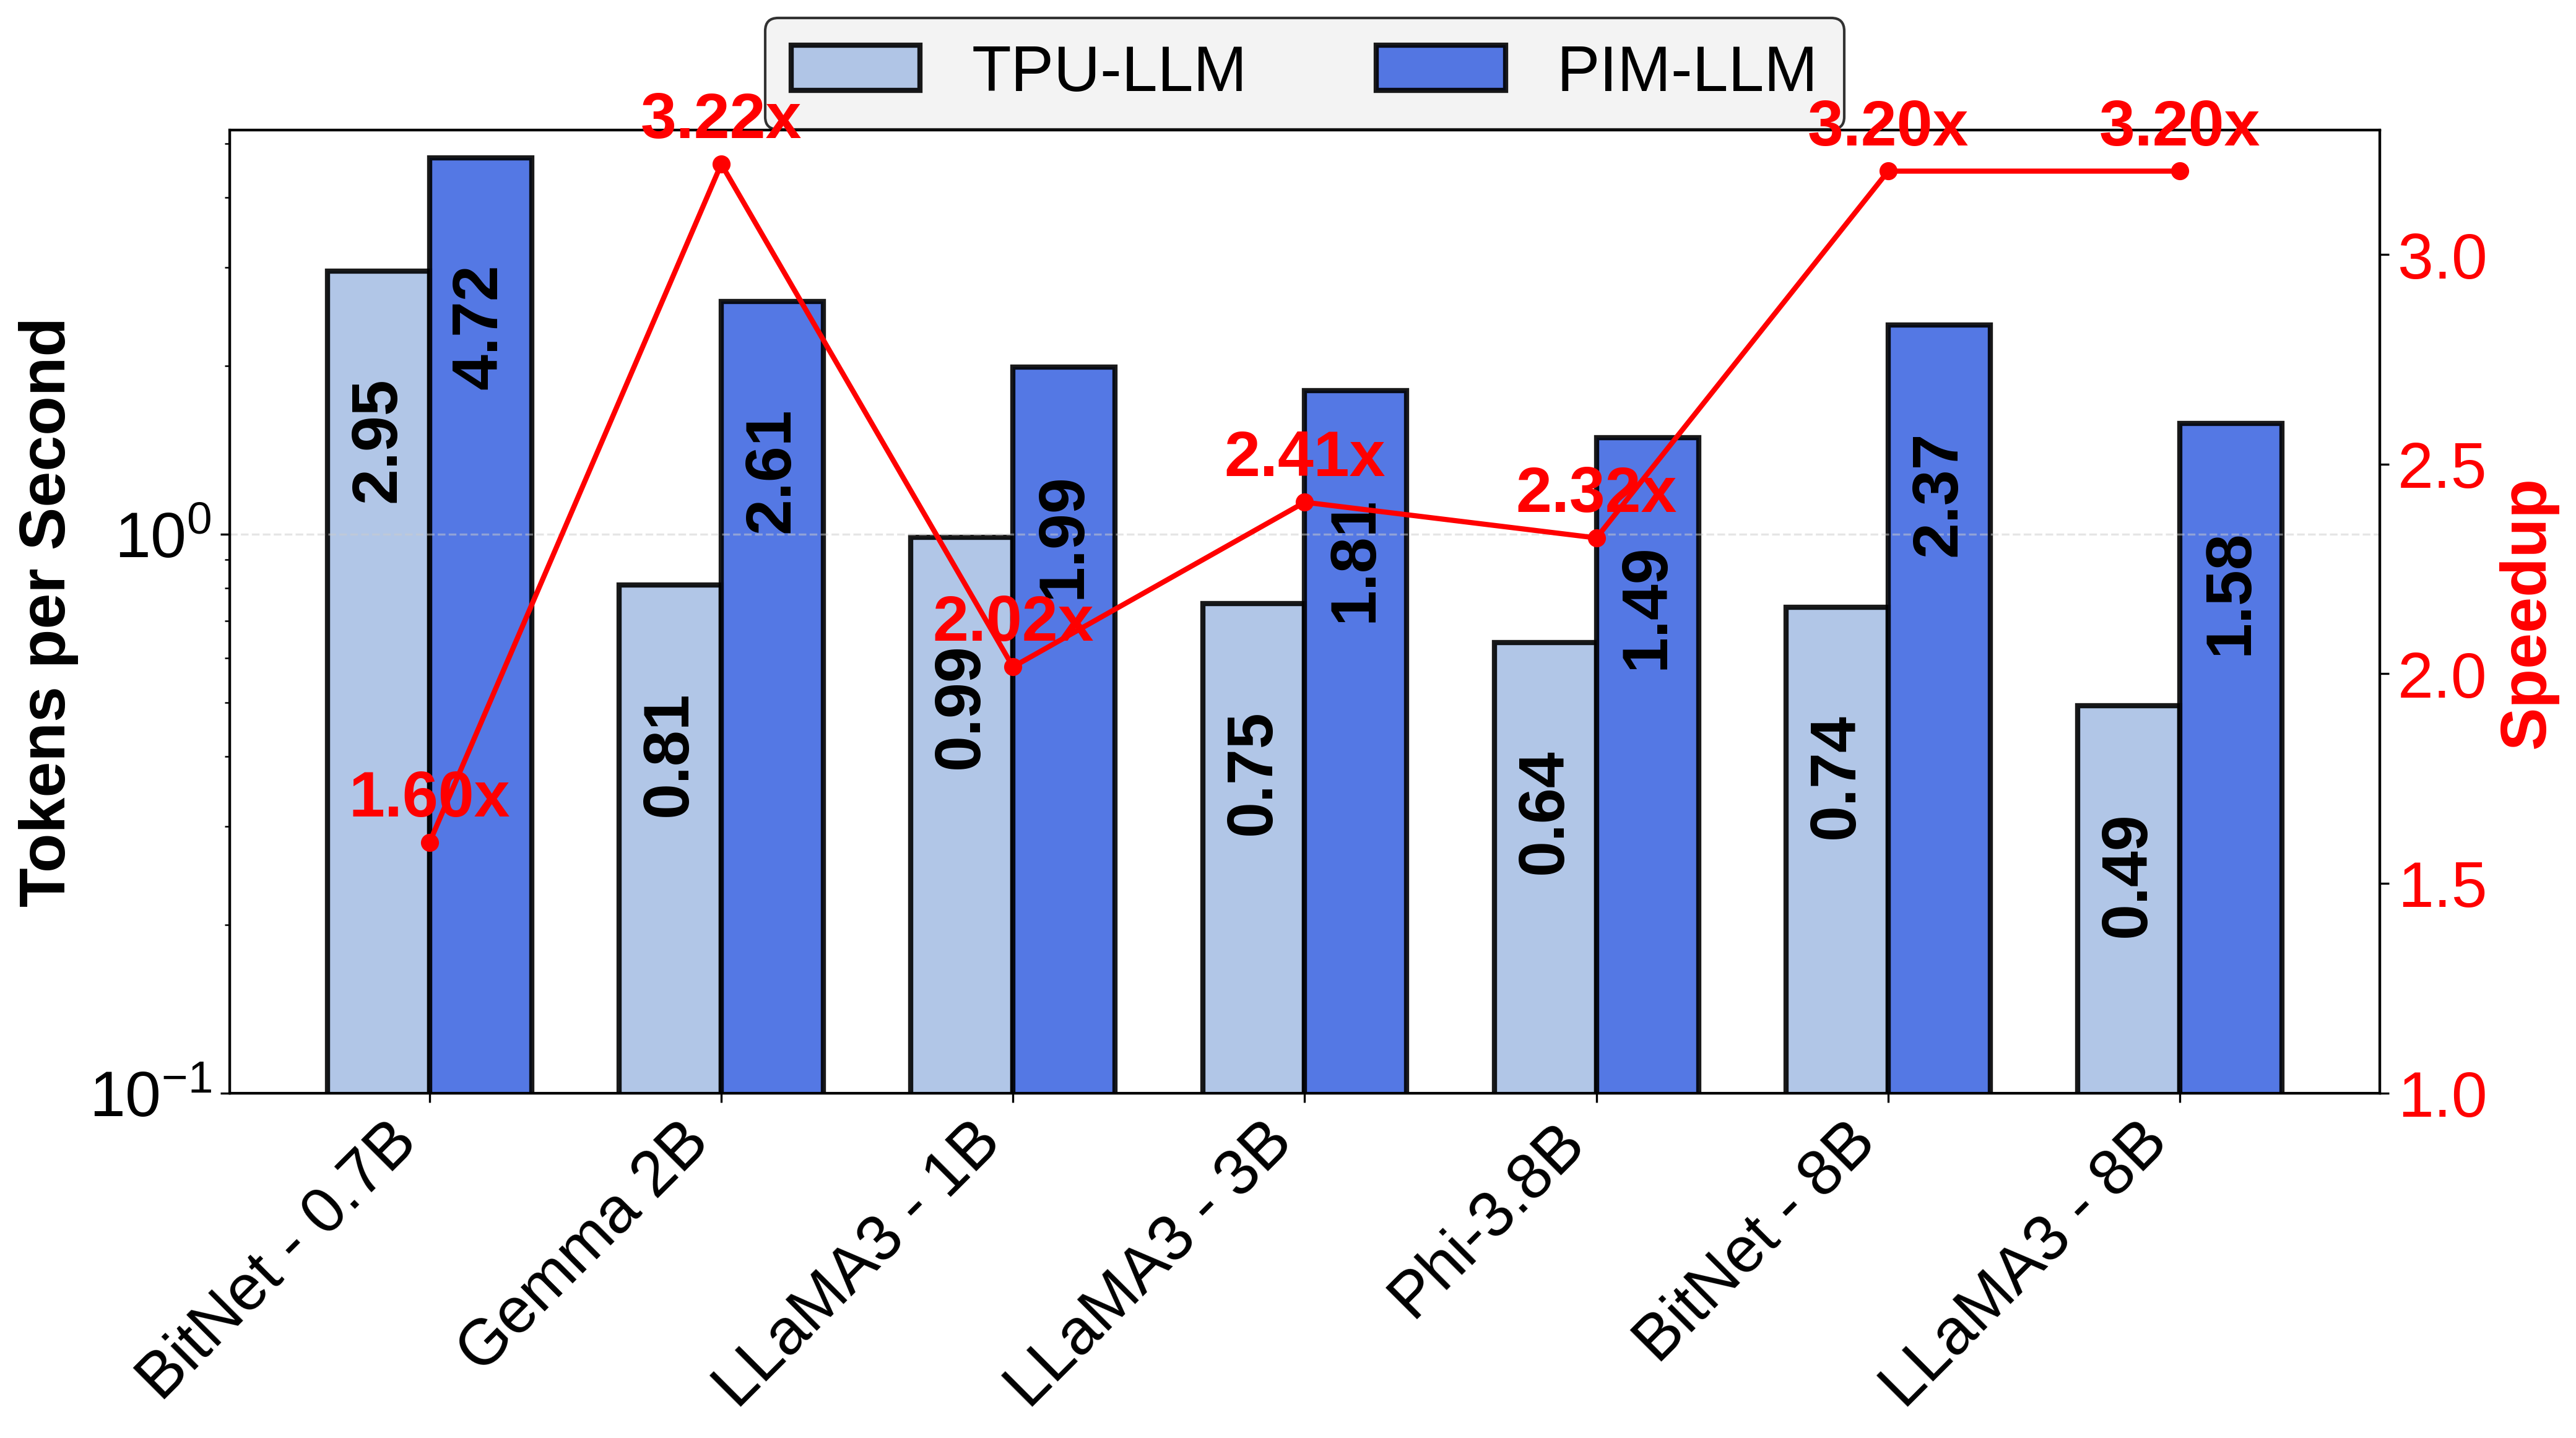 TPU-LLM PIM-LLM
3.22x 3.20x 3.20x
Tokens per Second
10⁰
10⁻¹
2.95 4.72
0.81 2.61
0.99 1.99
0.75 1.81
0.64 1.49
0.74 2.37
0.49 1.58
1.60x
2.02x
2.41x
2.32x
3.0
2.5
2.0
1.5
1.0
Speedup
BitNet - 0.7B
Gemma 2B
LLaMA3 - 1B
LLaMA3 - 3B
Phi-3.8B
BitNet - 8B
LLaMA3 - 8B